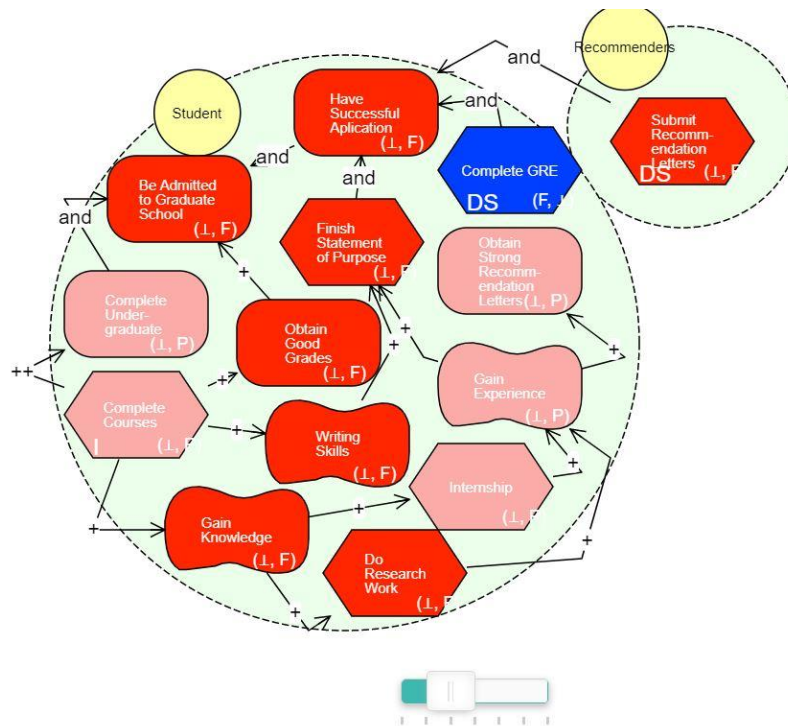 Recommenders
and
Submit
Recomm-
endation
Letters
DS
Student
Have
Successful
Aplication
(⊥, F)
and
Complete GRE
DS
(F,
and
and
Be Admitted
to Graduate
School
(⊥, F)
and
Finish
Statement
of Purpose
Obtain
Strong
Recomm-
endation
Letters
(⊥, P)
+
Complete
Under-
graduate
(⊥, P)
Obtain
Good
Grades
(⊥, F)
+
+
+
++
+
Complete
Courses
I
Gain
Experience
(⊥, P)
+
Writing
Skills
(⊥, F)
+
Internship
+
Gain
Knowledge
(⊥, F)
+
+
Do
Research
Work
+